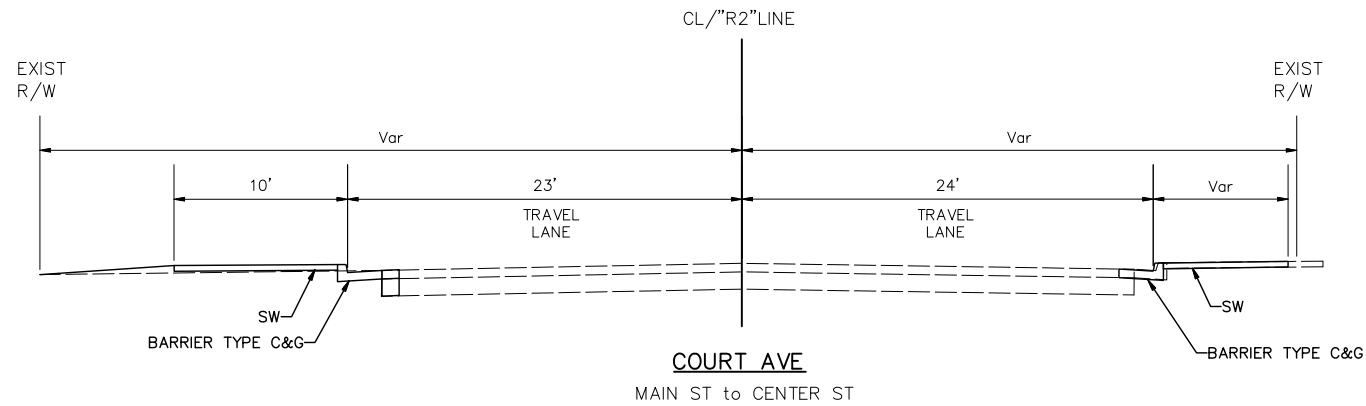 CL/"R2"LINE
EXIST
R/W
EXIST
R/W
Var
Var
10'
23'
24'
Var
TRAVEL
LANE
TRAVEL
LANE
SW
SW
BARRIER TYPE C&G
BARRIER TYPE C&G
COURT AVE
MAIN ST to CENTER ST